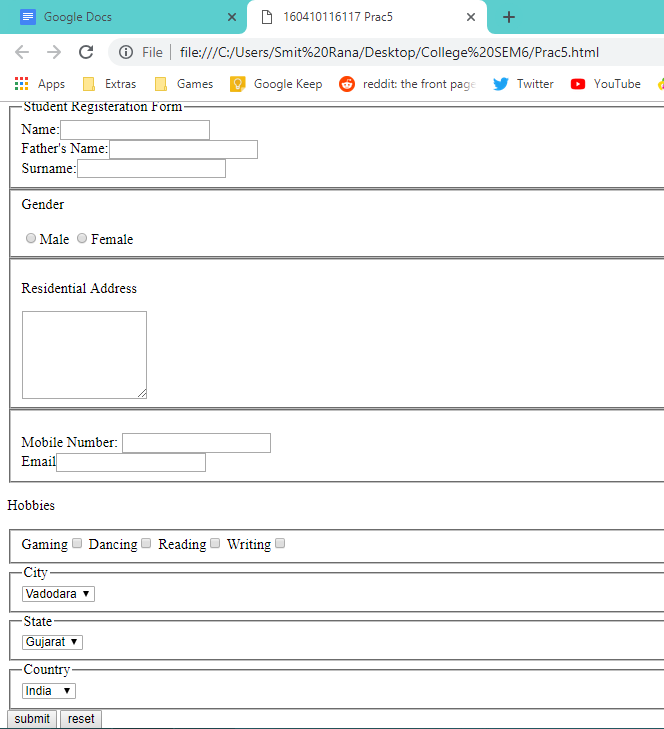 Google Docs 160410116117 Prac5
File file:///C:/Users/Smit%20Rana/Desktop/College%20SEM6/Prac5.html
Apps Extras Games Google Keep reddit: the front page Twitter YouTube
Student Registeration Form
Name:
Father's Name:
Surname:
Gender
Male Female
Residential Address
Mobile Number:
Email
Hobbies
Gaming Dancing Reading Writing
City
Vadodara
State
Gujarat
Country
India
submit reset